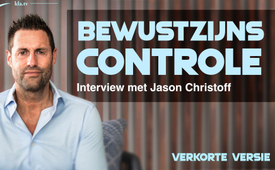 BEWUSTZIJNS
CONTROLE
Interview met Jason Christoff
VERKORTE VERSIE